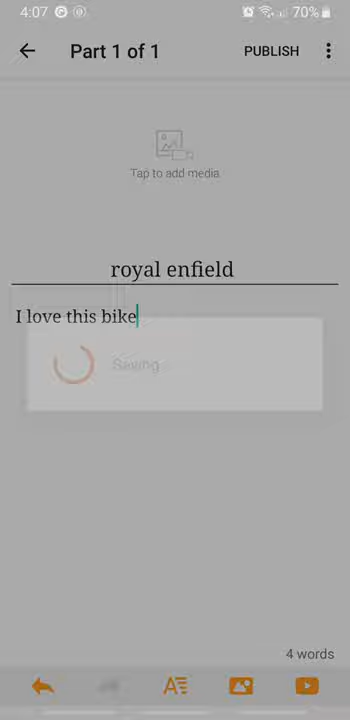 4:07
70%
Part 1 of 1
PUBLISH
Tap to add media
royal enfield
I love this bike
Saving...
4 words